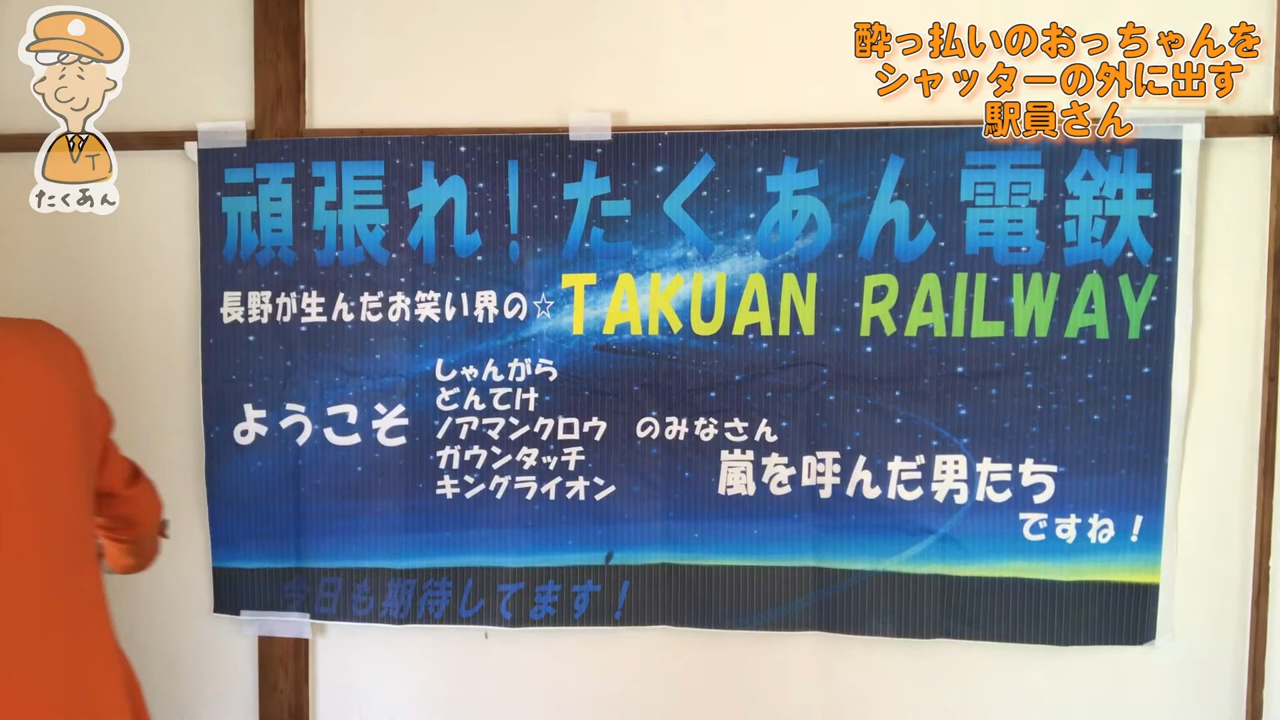 酔っ払いのおっちゃんを
シャッターの外に出す
駅員さん
T
たくあん
頑張れ!たくあん電鉄
長野が生んだお笑い界の☆TAKUAN RAILWAY
ようこそ
しゃんがら
どんてけ
ノアマンクロウ
ガウンタッチ
キングライオン
のみなさん
嵐を呼んだ男たち
ですね!
今日も期待してます!